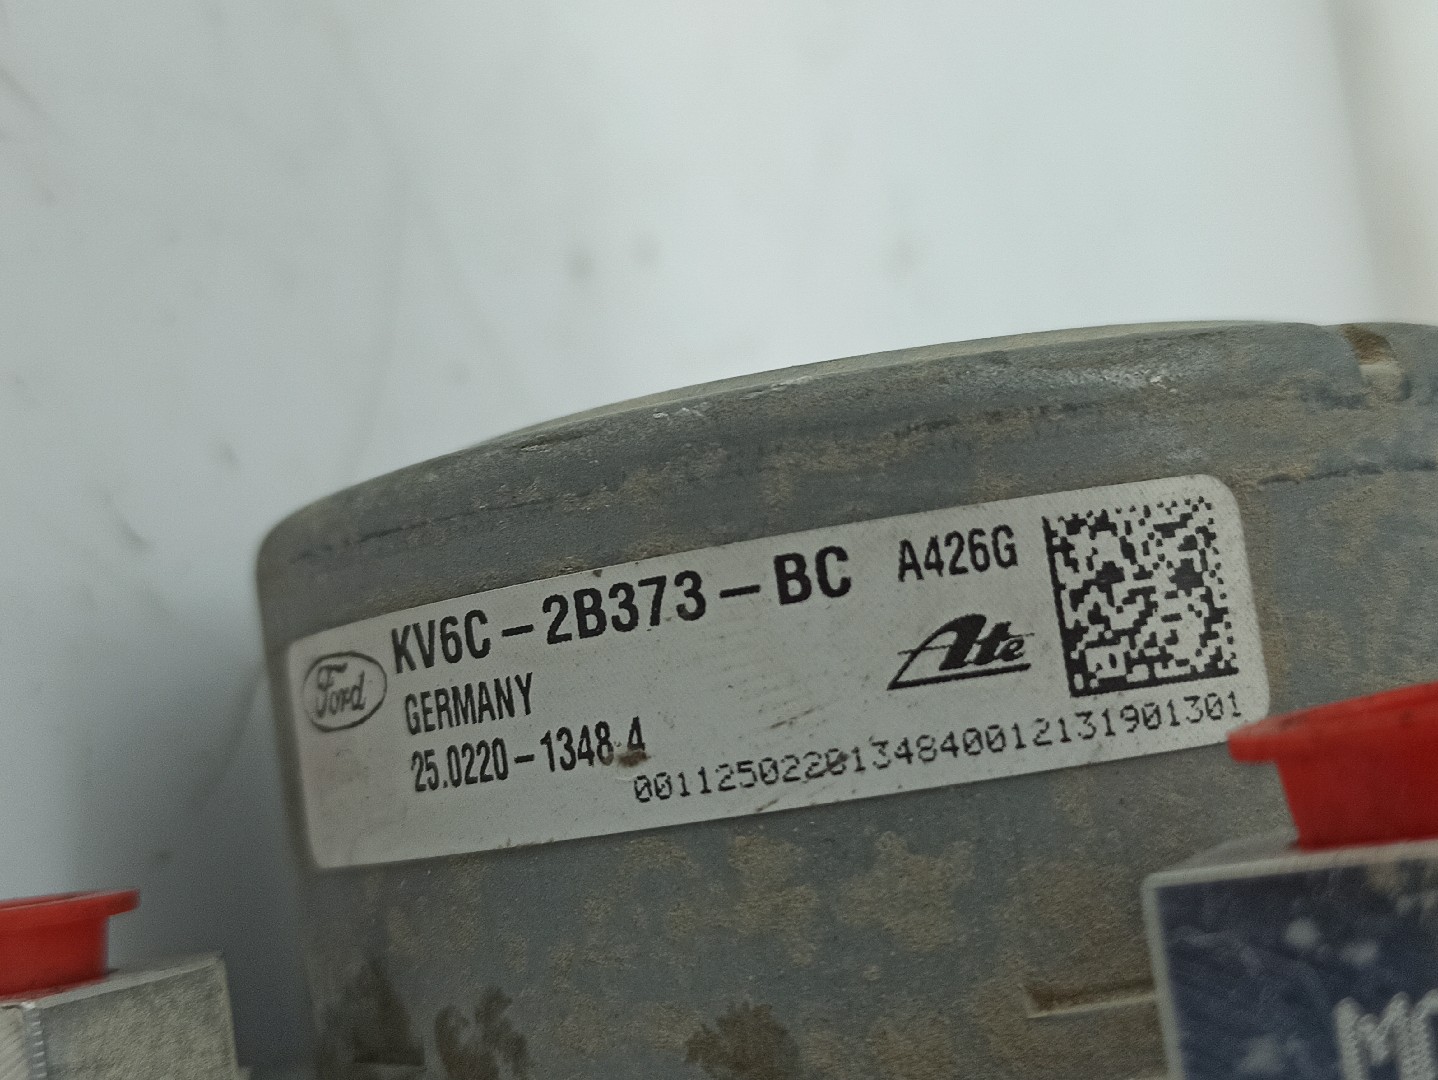 Ford
KV6C-2B373-BC A426G
GERMANY
Ate
25.0220-1348.4
0011250220134840012131901301